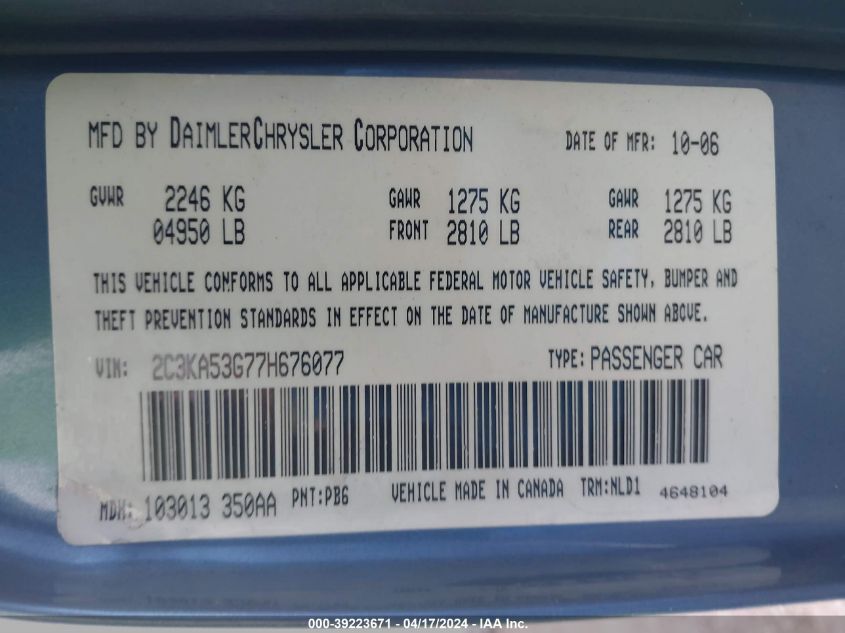 MFD BY DAIMLERCHRYSLER CORPORATION DATE OF MFR: 10-06
GVWR 2246 KG GAWR 1275 KG GAWR 1275 KG
04950 LB FRONT 2810 LB REAR 2810 LB
THIS VEHICLE CONFORMS TO ALL APPLICABLE FEDERAL MOTOR VEHICLE SAFETY, BUMPER AND
THEFT PREVENTION STANDARDS IN EFFECT ON THE DATE OF MANUFACTURE SHOWN ABOVE.
VIN: 2C3KA53G77H676077 TYPE: PASSENGER CAR
MDH: 103013 350AA PNT:PB6 VEHICLE MADE IN CANADA TRM:NLD1 4648104
000-39223671 - 04/17/2024 - IAA Inc.